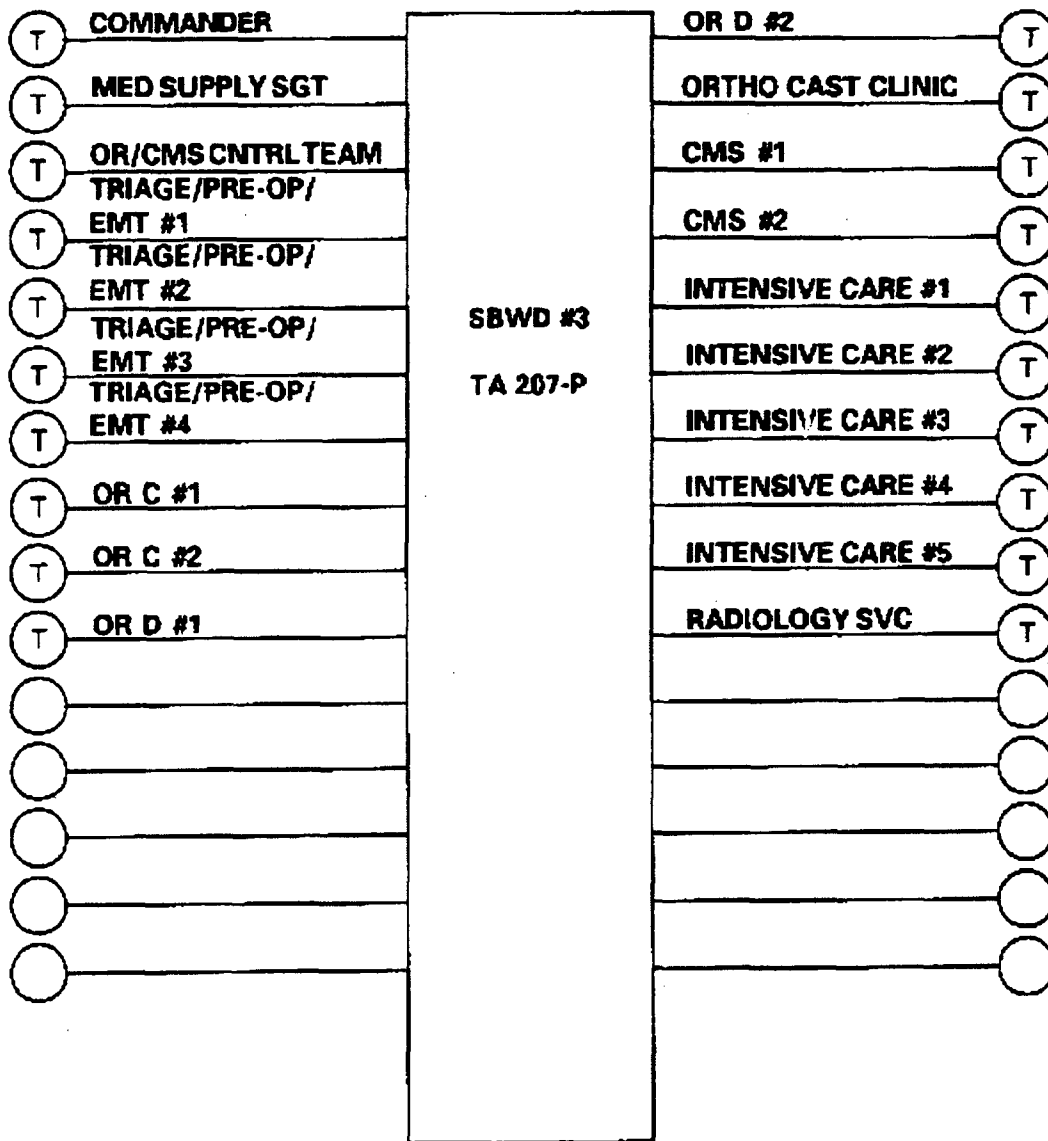 T COMMANDER
T MED SUPPLY SGT
T OR/CMS CNTRL TEAM
TRIAGE/PRE-OP/
T EMT #1
TRIAGE/PRE-OP/
T EMT #2
TRIAGE/PRE-OP/
T EMT #3
TRIAGE/PRE-OP/
T EMT #4
T OR C #1
T OR C #2
T OR D #1
SBWD #3
TA 207-P
OR D #2 T
ORTHO CAST CLINIC T
CMS #1 T
CMS #2 T
INTENSIVE CARE #1 T
INTENSIVE CARE #2 T
INTENSIVE CARE #3 T
INTENSIVE CARE #4 T
INTENSIVE CARE #5 T
RADIOLOGY SVC T